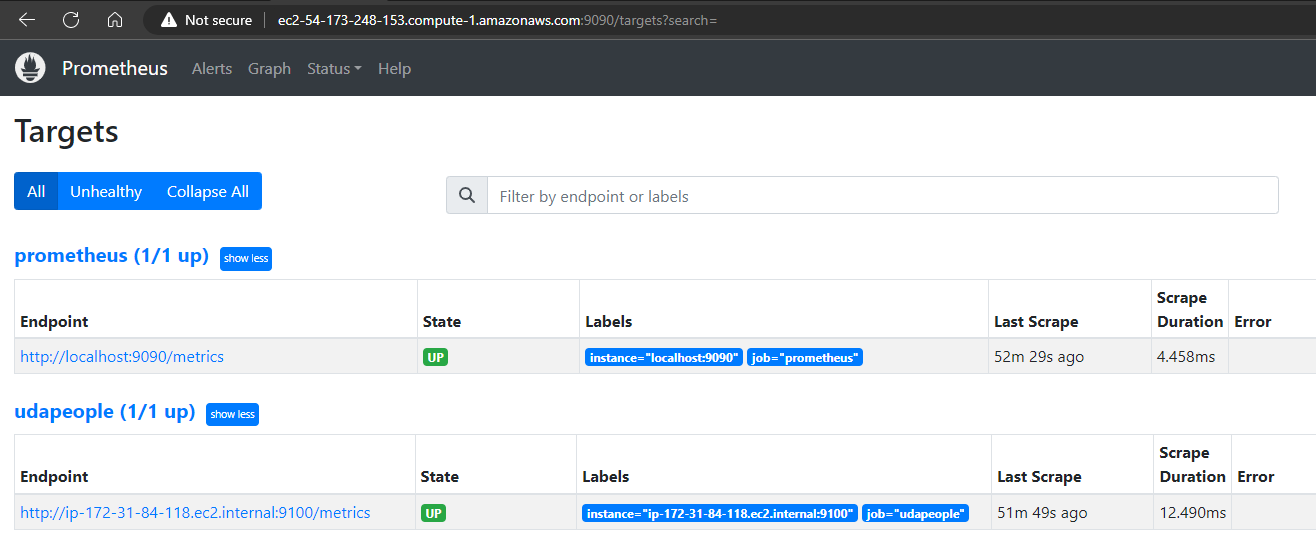 Not secure ec2-54-173-248-153.compute-1.amazonaws.com:9090/targets?search=
Prometheus Alerts Graph Status Help
Targets
All Unhealthy Collapse All Filter by endpoint or labels
prometheus (1/1 up) show less
Endpoint State Labels Last Scrape Scrape Duration Error
http://localhost:9090/metrics UP instance="localhost:9090" job="prometheus" 52m 29s ago 4.458ms
udapeople (1/1 up) show less
Endpoint State Labels Last Scrape Scrape Duration Error
http://ip-172-31-84-118.ec2.internal:9100/metrics UP instance="ip-172-31-84-118.ec2.internal:9100" job="udapeople" 51m 49s ago 12.490ms